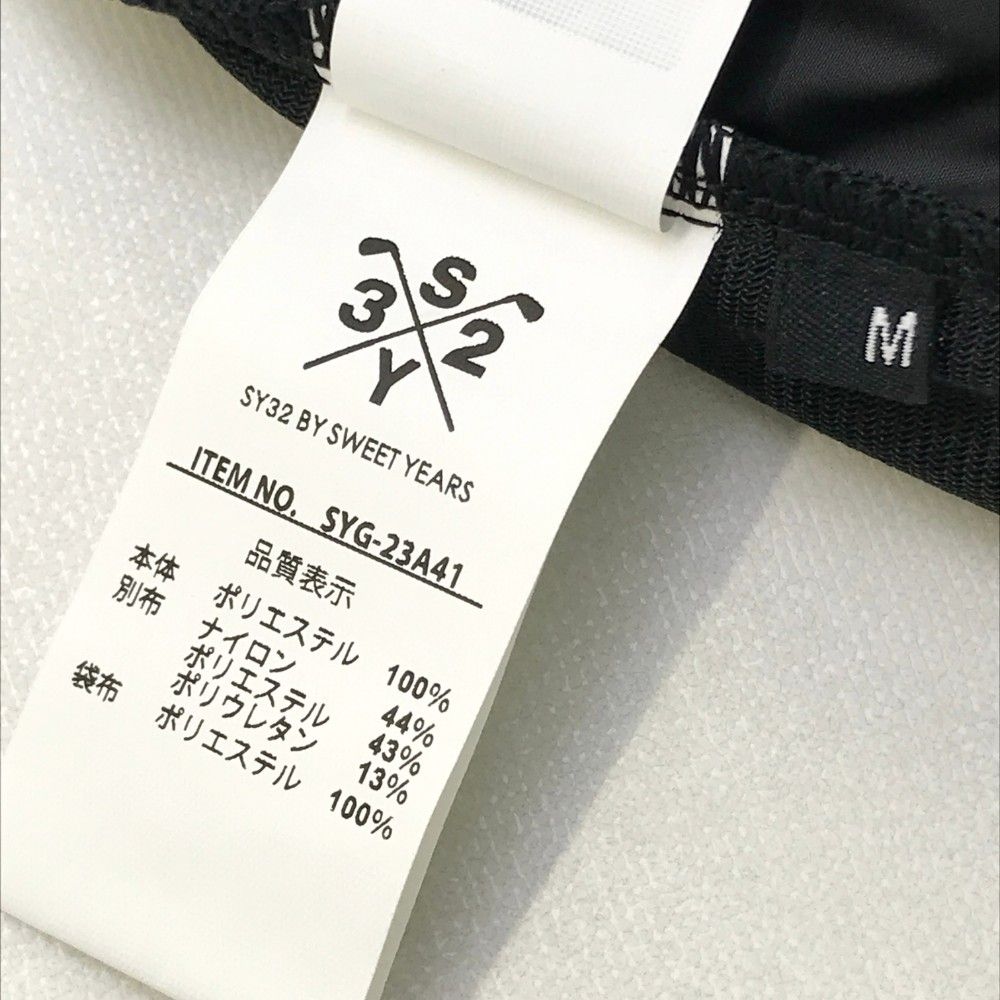 S
3 2
Y
SY32 BY SWEET YEARS
ITEM NO. SYG-23A41
品質表示
本体 ポリエステル 100%
別布 ナイロン 44%
ポリエステル 43%
ポリウレタン 13%
袋布 ポリエステル 100%
M